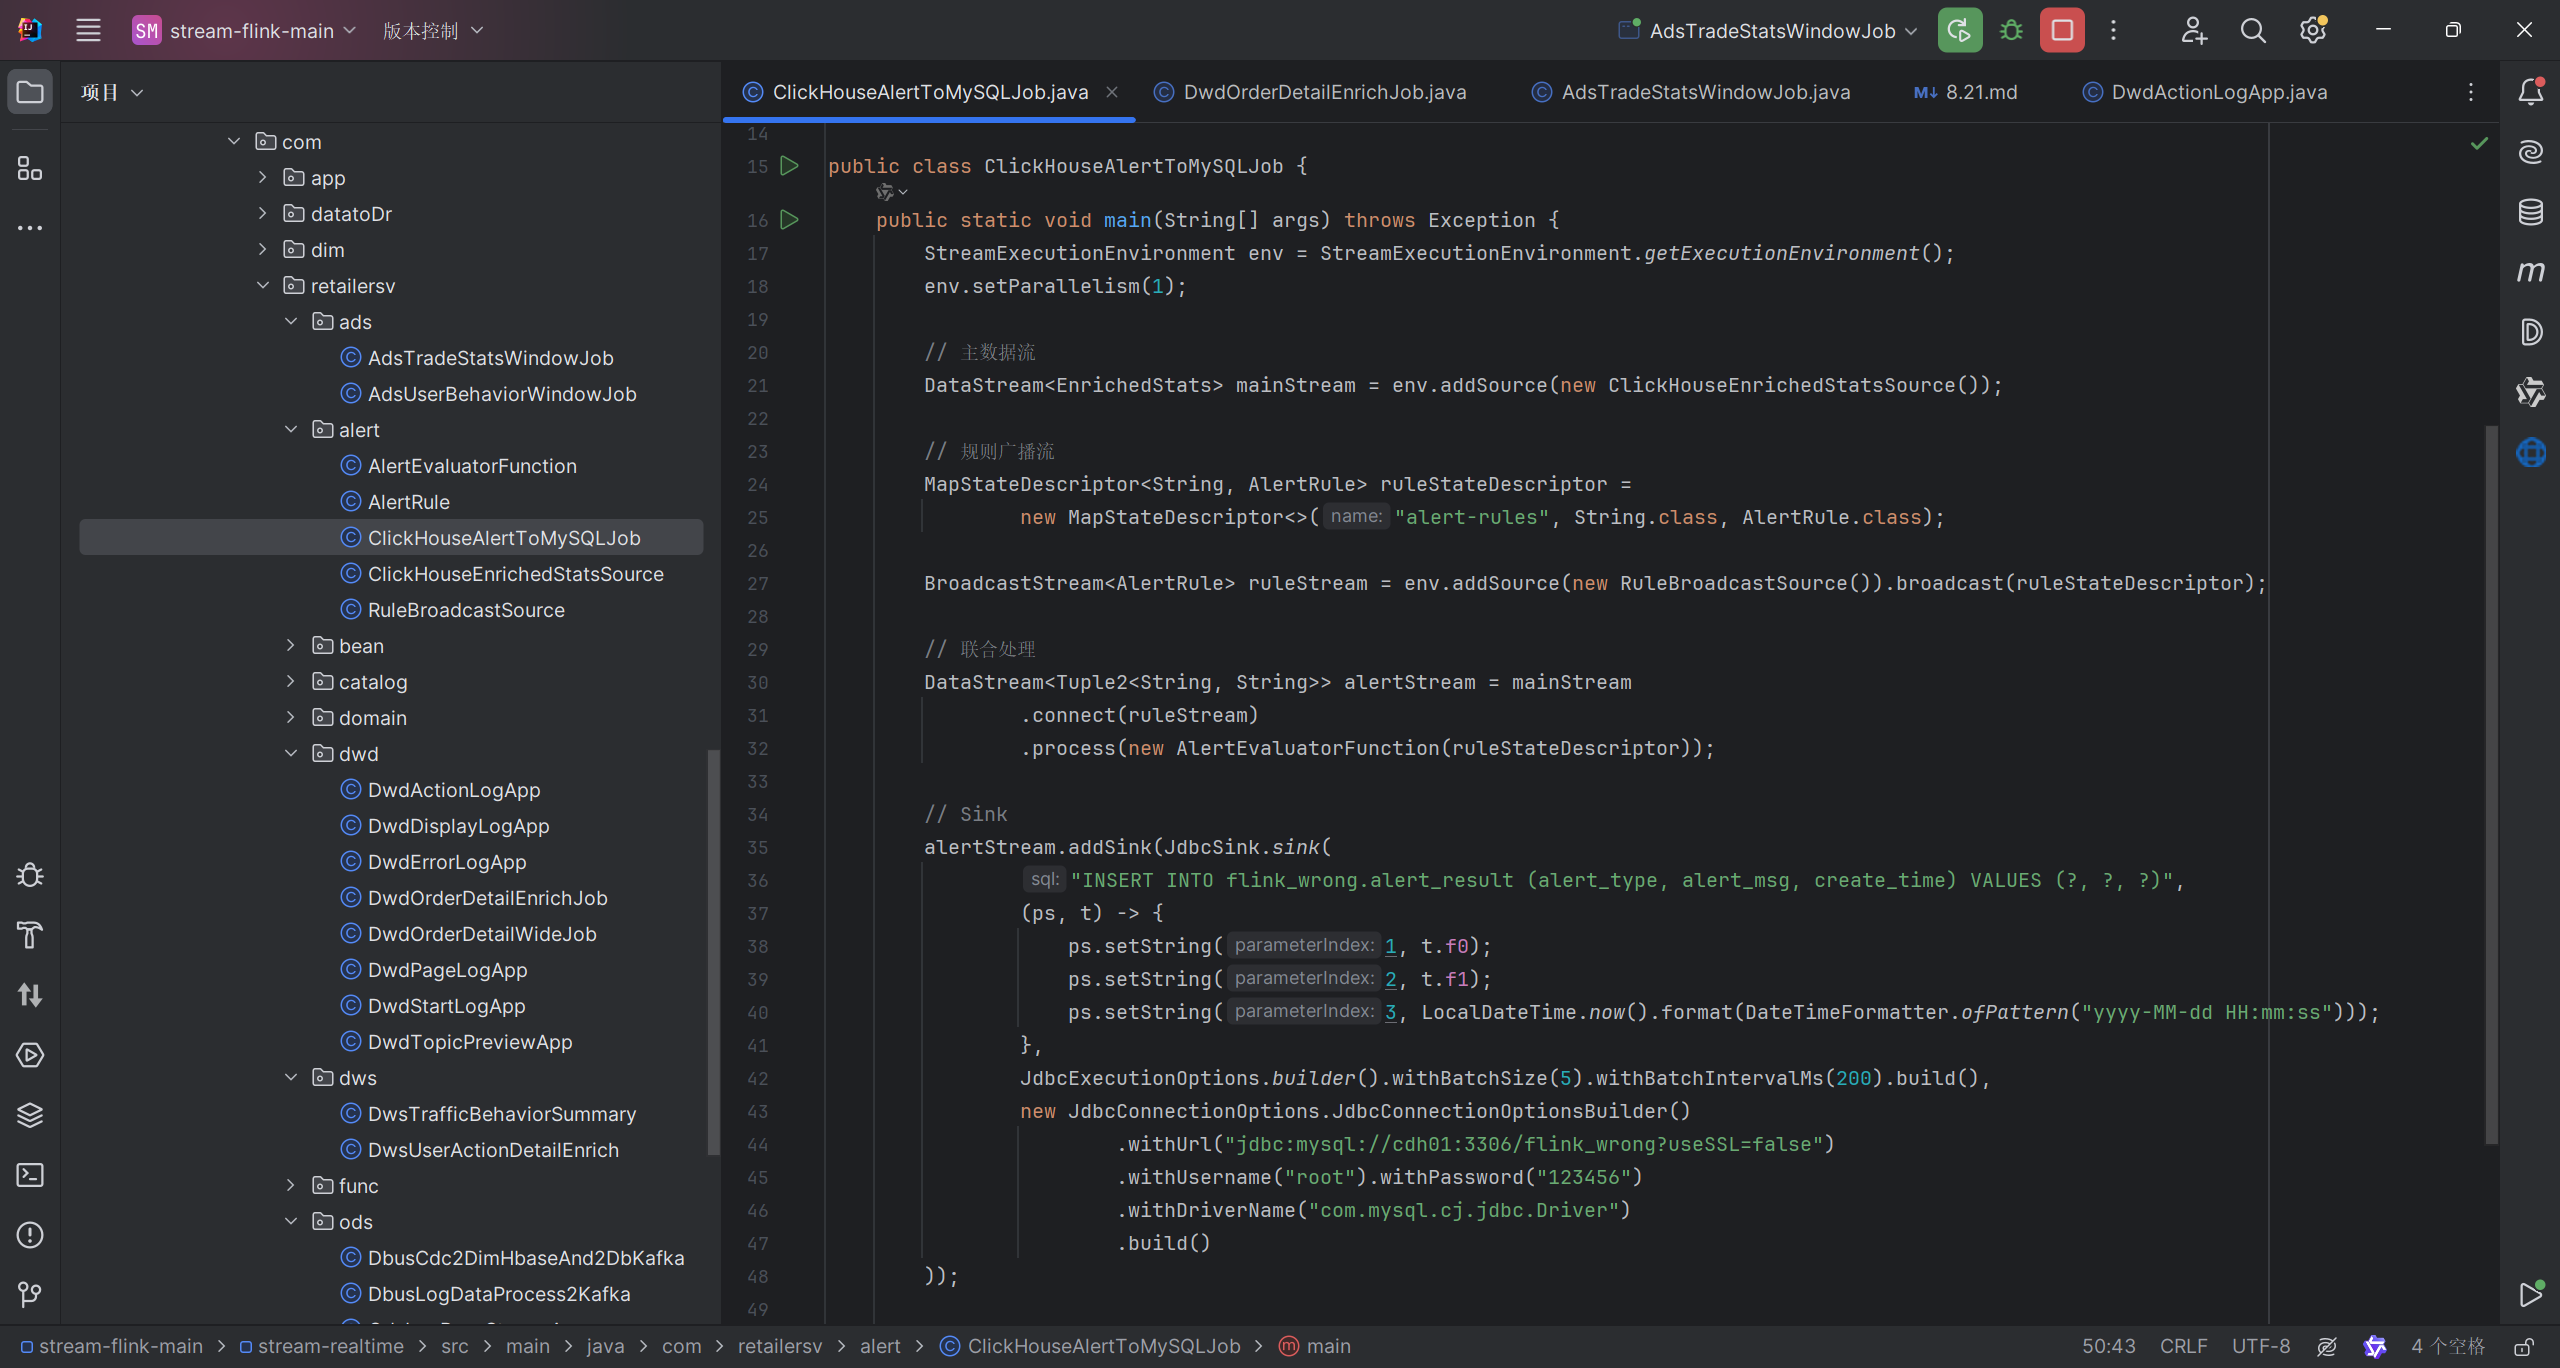 SM stream-flink-main 版本控制 AdsTradeStatsWindowJob
项目
com
app
datatoDr
dim
retailersv
ads
AdsTradeStatsWindowJob
AdsUserBehaviorWindowJob
alert
AlertEvaluatorFunction
AlertRule
ClickHouseAlertToMySQLJob
ClickHouseEnrichedStatsSource
RuleBroadcastSource
bean
catalog
domain
dwd
DwdActionLogApp
DwdDisplayLogApp
DwdErrorLogApp
DwdOrderDetailEnrichJob
DwdOrderDetailWideJob
DwdPageLogApp
DwdStartLogApp
DwdTopicPreviewApp
dws
DwsTrafficBehaviorSummary
DwsUserActionDetailEnrich
func
ods
DbusCdc2DimHbaseAnd2DbKafka
DbusLogDataProcess2Kafka
ClickHouseAlertToMySQLJob.java DwdOrderDetailEnrichJob.java AdsTradeStatsWindowJob.java M↓ 8.21.md DwdActionLogApp.java
14
15 public class ClickHouseAlertToMySQLJob {
16 public static void main(String[] args) throws Exception {
17 StreamExecutionEnvironment env = StreamExecutionEnvironment.getExecutionEnvironment();
18 env.setParallelism(1);
19
20 // 主数据流
21 DataStream<EnrichedStats> mainStream = env.addSource(new ClickHouseEnrichedStatsSource());
22
23 // 规则广播流
24 MapStateDescriptor<String, AlertRule> ruleStateDescriptor =
25 new MapStateDescriptor<>( name: "alert-rules", String.class, AlertRule.class);
26
27 BroadcastStream<AlertRule> ruleStream = env.addSource(new RuleBroadcastSource()).broadcast(ruleStateDescriptor);
28
29 // 联合处理
30 DataStream<Tuple2<String, String>> alertStream = mainStream
31 .connect(ruleStream)
32 .process(new AlertEvaluatorFunction(ruleStateDescriptor));
33
34 // Sink
35 alertStream.addSink(JdbcSink.sink(
36 sql: "INSERT INTO flink_wrong.alert_result (alert_type, alert_msg, create_time) VALUES (?, ?, ?)",
37 (ps, t) -> {
38 ps.setString( parameterIndex: 1, t.f0);
39 ps.setString( parameterIndex: 2, t.f1);
40 ps.setString( parameterIndex: 3, LocalDateTime.now().format(DateTimeFormatter.ofPattern("yyyy-MM-dd HH:mm:ss")));
41 },
42 JdbcExecutionOptions.builder().withBatchSize(5).withBatchIntervalMs(200).build(),
43 new JdbcConnectionOptions.JdbcConnectionOptionsBuilder()
44 .withUrl("jdbc:mysql://cdh01:3306/flink_wrong?useSSL=false")
45 .withUsername("root").withPassword("123456")
46 .withDriverName("com.mysql.cj.jdbc.Driver")
47 .build()
48 ));
49
stream-flink-main > stream-realtime > src > main > java > com > retailersv > alert > ClickHouseAlertToMySQLJob > main 50:43 CRLF UTF-8 4 个空格